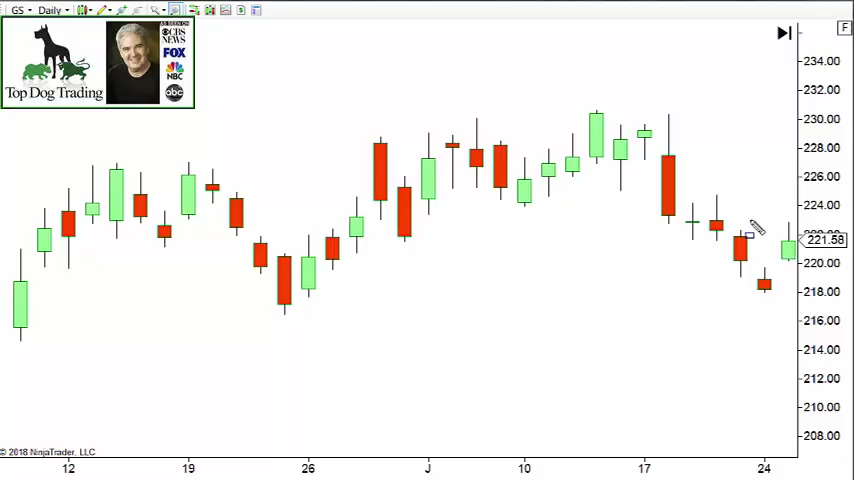 GS Daily
F
AS SEEN ON
CBS
NEWS
FOX
NBC
abc
Top Dog Trading
234.00
232.00
230.00
228.00
226.00
224.00
221.58
220.00
218.00
216.00
214.00
212.00
210.00
208.00
© 2018 NinjaTrader, LLC
12 19 26 J 10 17 24